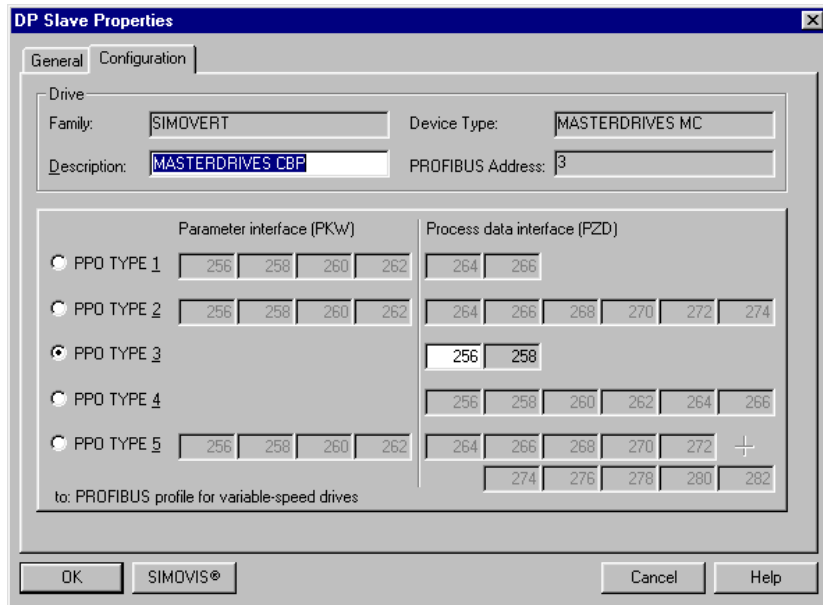 DP Slave Properties
General Configuration
Drive
Family: SIMOVERT Device Type: MASTERDRIVES MC
Description: MASTERDRIVES CBP PROFIBUS Address: 3
Parameter interface (PKW) Process data interface (PZD)
PPO TYPE 1 256 258 260 262 264 266
PPO TYPE 2 256 258 260 262 264 266 268 270 272 274
PPO TYPE 3 256 258
PPO TYPE 4 256 258 260 262 264 266
PPO TYPE 5 256 258 260 262 264 266 268 270 272 +
274 276 278 280 282
to: PROFIBUS profile for variable-speed drives
OK SIMOVIS® Cancel Help